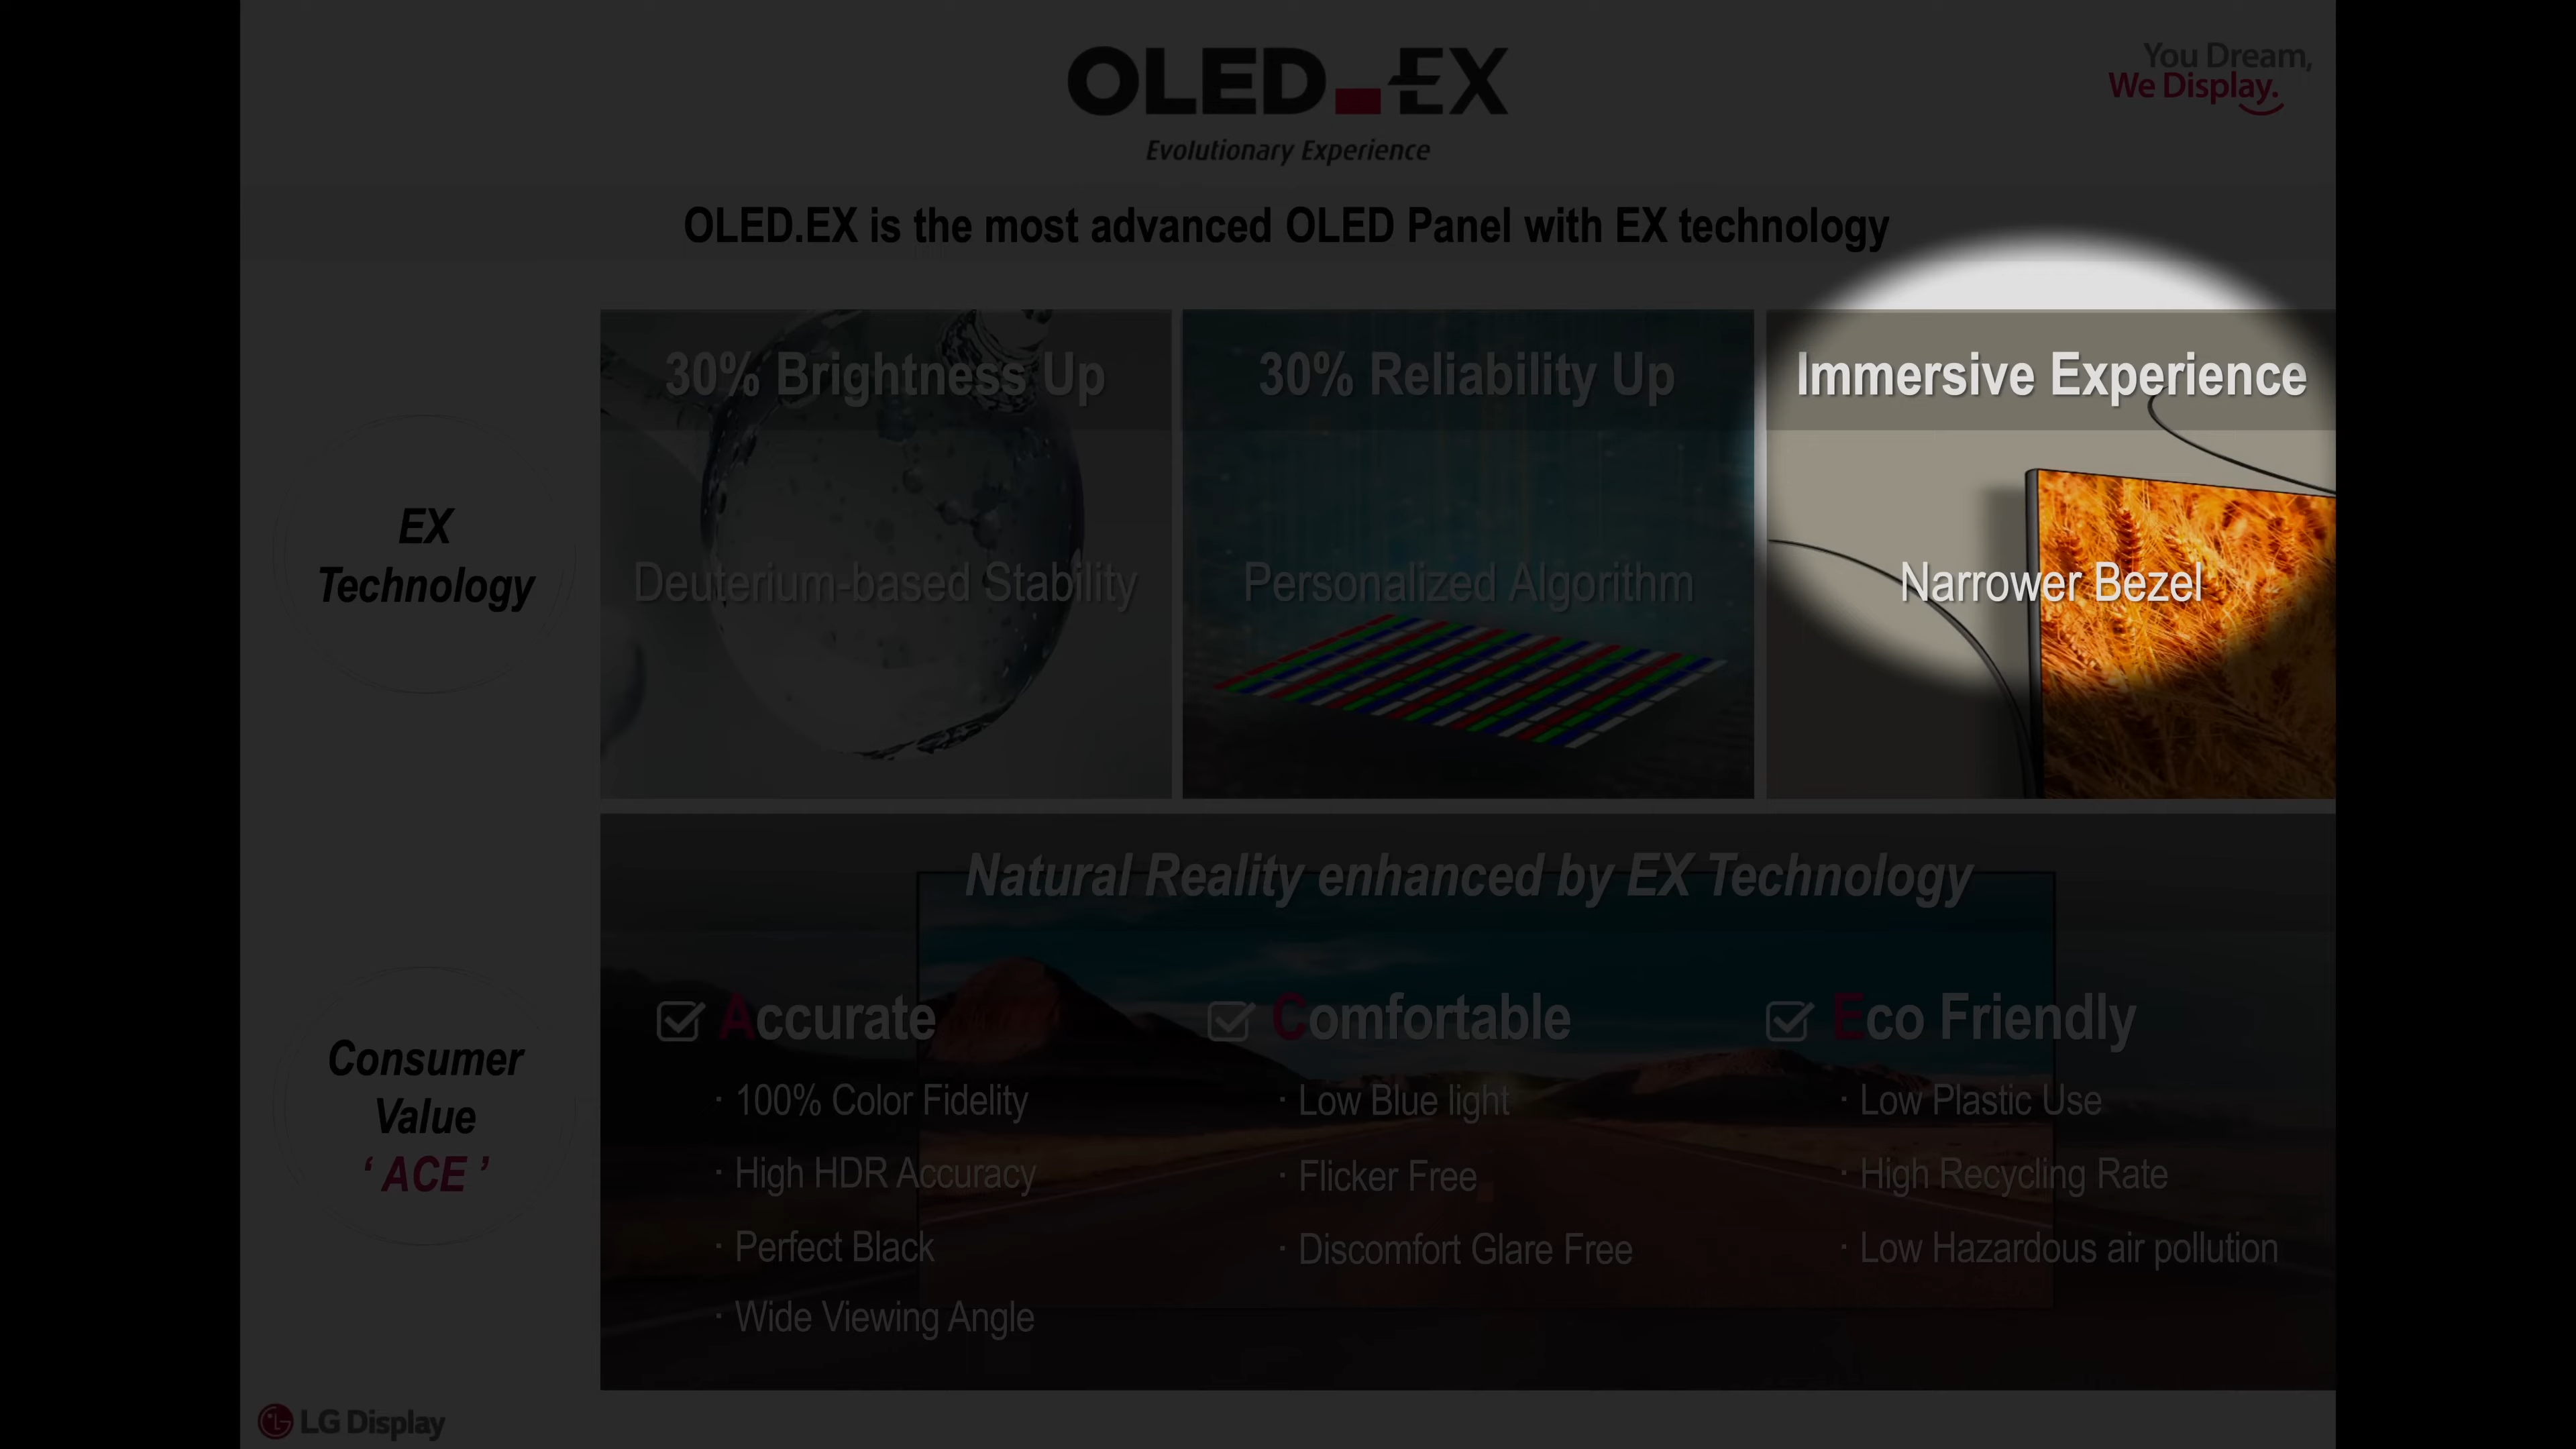 OLED.EX
Evolutionary Experience
You Dream,
We Display.
OLED.EX is the most advanced OLED Panel with EX technology
EX
Technology
30% Brightness Up
Deuterium-based Stability
30% Reliability Up
Personalized Algorithm
Immersive Experience
Narrower Bezel
Consumer
Value
‘ ACE ’
Natural Reality enhanced by EX Technology
Accurate
· 100% Color Fidelity
· High HDR Accuracy
· Perfect Black
· Wide Viewing Angle
Comfortable
· Low Blue light
· Flicker Free
· Discomfort Glare Free
Eco Friendly
· Low Plastic Use
· High Recycling Rate
· Low Hazardous air pollution
LG Display